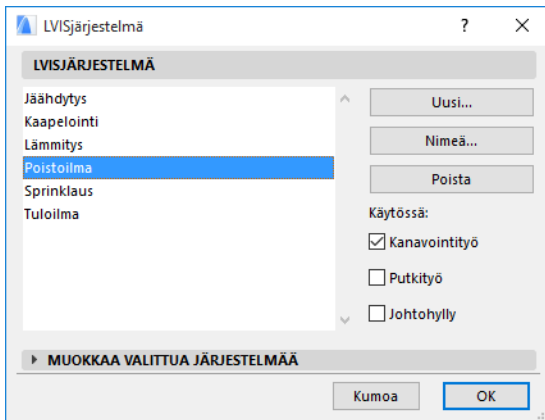 LVISjärjestelmä
?
LVISJÄRJESTELMÄ
Jäähdytys
Kaapelointi
Lämmitys
Poistoilma
Sprinklaus
Tuloilma
Uusi...
Nimeä...
Poista
Käytössä:
Kanavointityö
Putkityö
Johtohylly
MUOKKAA VALITTUA JÄRJESTELMÄÄ
Kumoa
OK